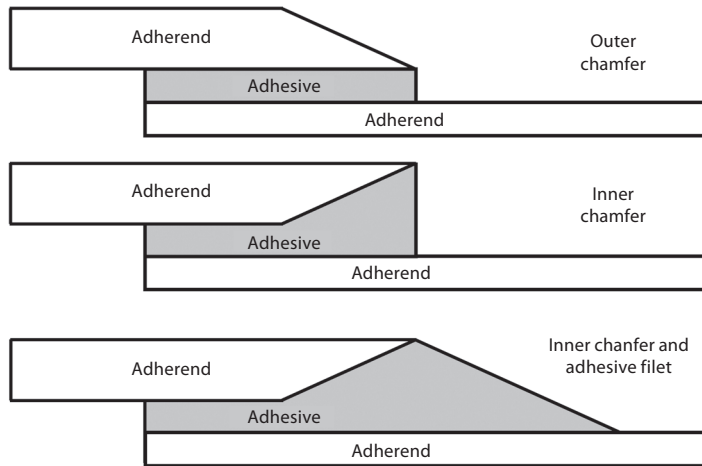 Adherend
Outer
chamfer
Adhesive
Adherend
Adherend
Inner
chamfer
Adhesive
Adherend
Inner chanfer and
adhesive filet
Adherend
Adhesive
Adherend